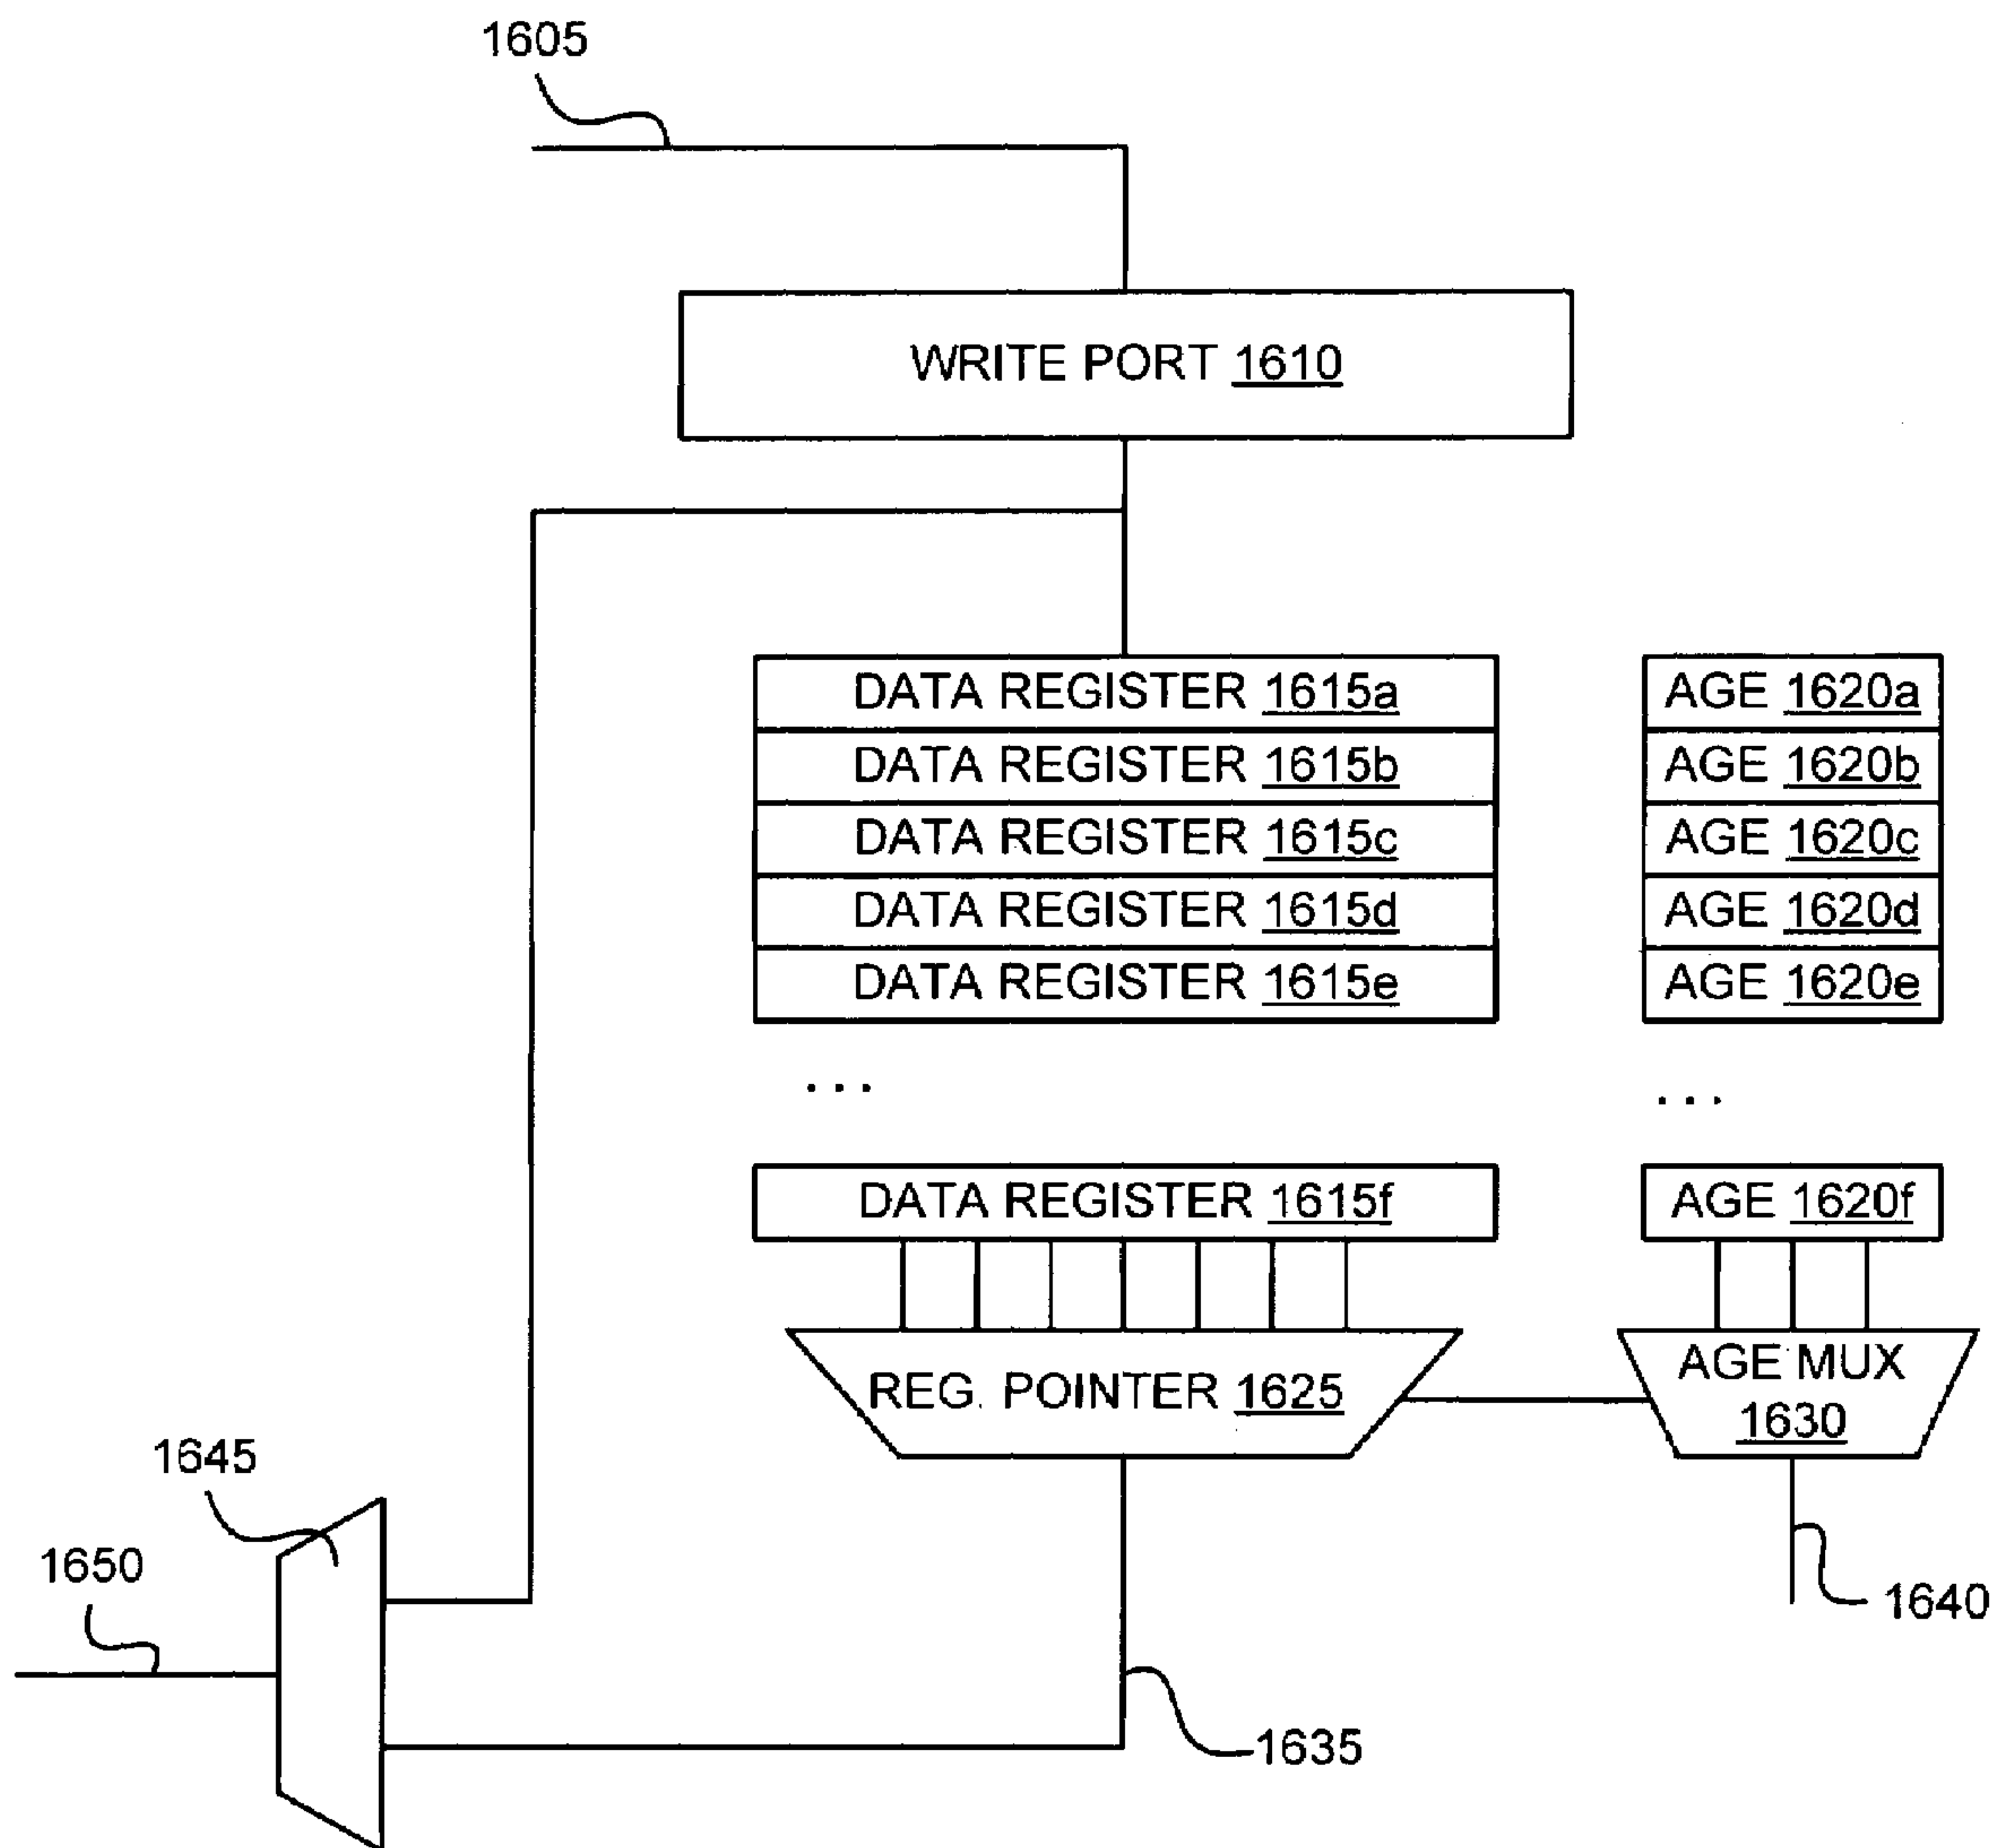 1605
WRITE PORT 1610
DATA REGISTER 1615a
AGE 1620a
DATA REGISTER 1615b
AGE 1620b
DATA REGISTER 1615c
AGE 1620c
DATA REGISTER 1615d
AGE 1620d
DATA REGISTER 1615e
AGE 1620e
...
...
DATA REGISTER 1615f
AGE 1620f
REG. POINTER 1625
AGE MUX
1630
1645
1650
1640
1635